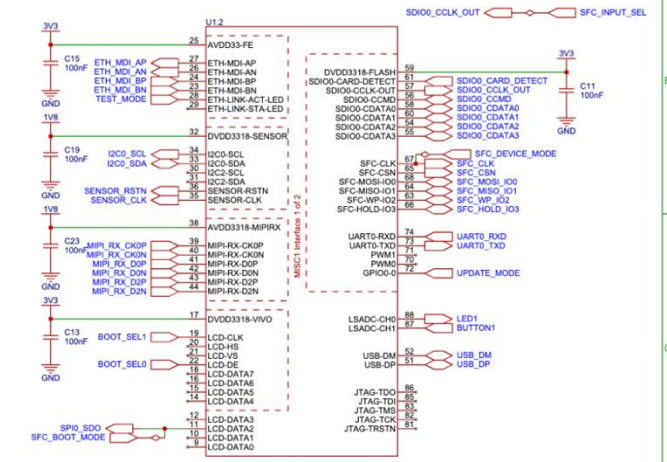 SDIO0_CCLK_OUT SFC_INPUT_SEL
U1.2
3V3
25 AVDD33-FE
C15
100nF
GND
ETH_MDI_AP 27 ETH-MDI-AP
ETH_MDI_AN 26 ETH-MDI-AN
ETH_MDI_BP 24 ETH-MDI-BP
ETH_MDI_BN 23 ETH-MDI-BN
TEST_MODE 28 ETH-LINK-ACT-LED
29 ETH-LINK-STA-LED
1V8
32 DVDD3318-SENSOR
C19
100nF
GND
I2C0_SCL 34 I2C0-SCL
I2C0_SDA 33 I2C0-SDA
30 I2C2-SCL
31 I2C2-SDA
SENSOR_RSTN 36 SENSOR-RSTN
SENSOR_CLK 35 SENSOR-CLK
1V8
38 AVDD3318-MIPIRX
C23
100nF
GND
MIPI_RX_CK0P 39 MIPI-RX-CK0P
MIPI_RX_CK0N 40 MIPI-RX-CK0N
MIPI_RX_D0P 41 MIPI-RX-D0P
MIPI_RX_D0N 42 MIPI-RX-D0N
MIPI_RX_D2P 43 MIPI-RX-D2P
MIPI_RX_D2N 44 MIPI-RX-D2N
3V3
17 DVDD3318-VIVO
C13
100nF
GND
BOOT_SEL1 19 LCD-CLK
20 LCD-HS
21 LCD-VS
BOOT_SEL0 22 LCD-DE
18 LCD-DATA7
16 LCD-DATA6
15 LCD-DATA5
14 LCD-DATA4
12 LCD-DATA3
SPI0_SDO 11 LCD-DATA2
SFC_BOOT_MODE 10 LCD-DATA1
9 LCD-DATA0
MISC1 Interface 1 of 2
3V3
DVDD3318-FLASH 59
C11
100nF
GND
SDIO0-CARD-DETECT 61 SDIO0_CARD_DETECT
SDIO0-CCLK-OUT 57 SDIO0_CCLK_OUT
SDIO0-CCMD 56 SDIO0_CCMD
SDIO0-CDATA0 58 SDIO0_CDATA0
SDIO0-CDATA1 60 SDIO0_CDATA1
SDIO0-CDATA2 54 SDIO0_CDATA2
SDIO0-CDATA3 55 SDIO0_CDATA3
SFC_DEVICE_MODE
SFC-CLK 67 SFC_CLK
SFC-CSN 65 SFC_CSN
SFC-MOSI-IO0 68 SFC_MOSI_IO0
SFC-MISO-IO1 64 SFC_MISO_IO1
SFC-WP-IO2 63 SFC_WP_IO2
SFC-HOLD-IO3 66 SFC_HOLD_IO3
UART0-RXD 74 UART0_RXD
UART0-TXD 73 UART0_TXD
PWM1 71
PWM0 70
GPIO0-0 72 UPDATE_MODE
LSADC-CH0 88 LED1
LSADC-CH1 87 BUTTON1
USB-DM 52 USB_DM
USB-DP 51 USB_DP
JTAG-TDO 86
JTAG-TDI 85
JTAG-TMS 83
JTAG-TCK 82
JTAG-TRSTN 81